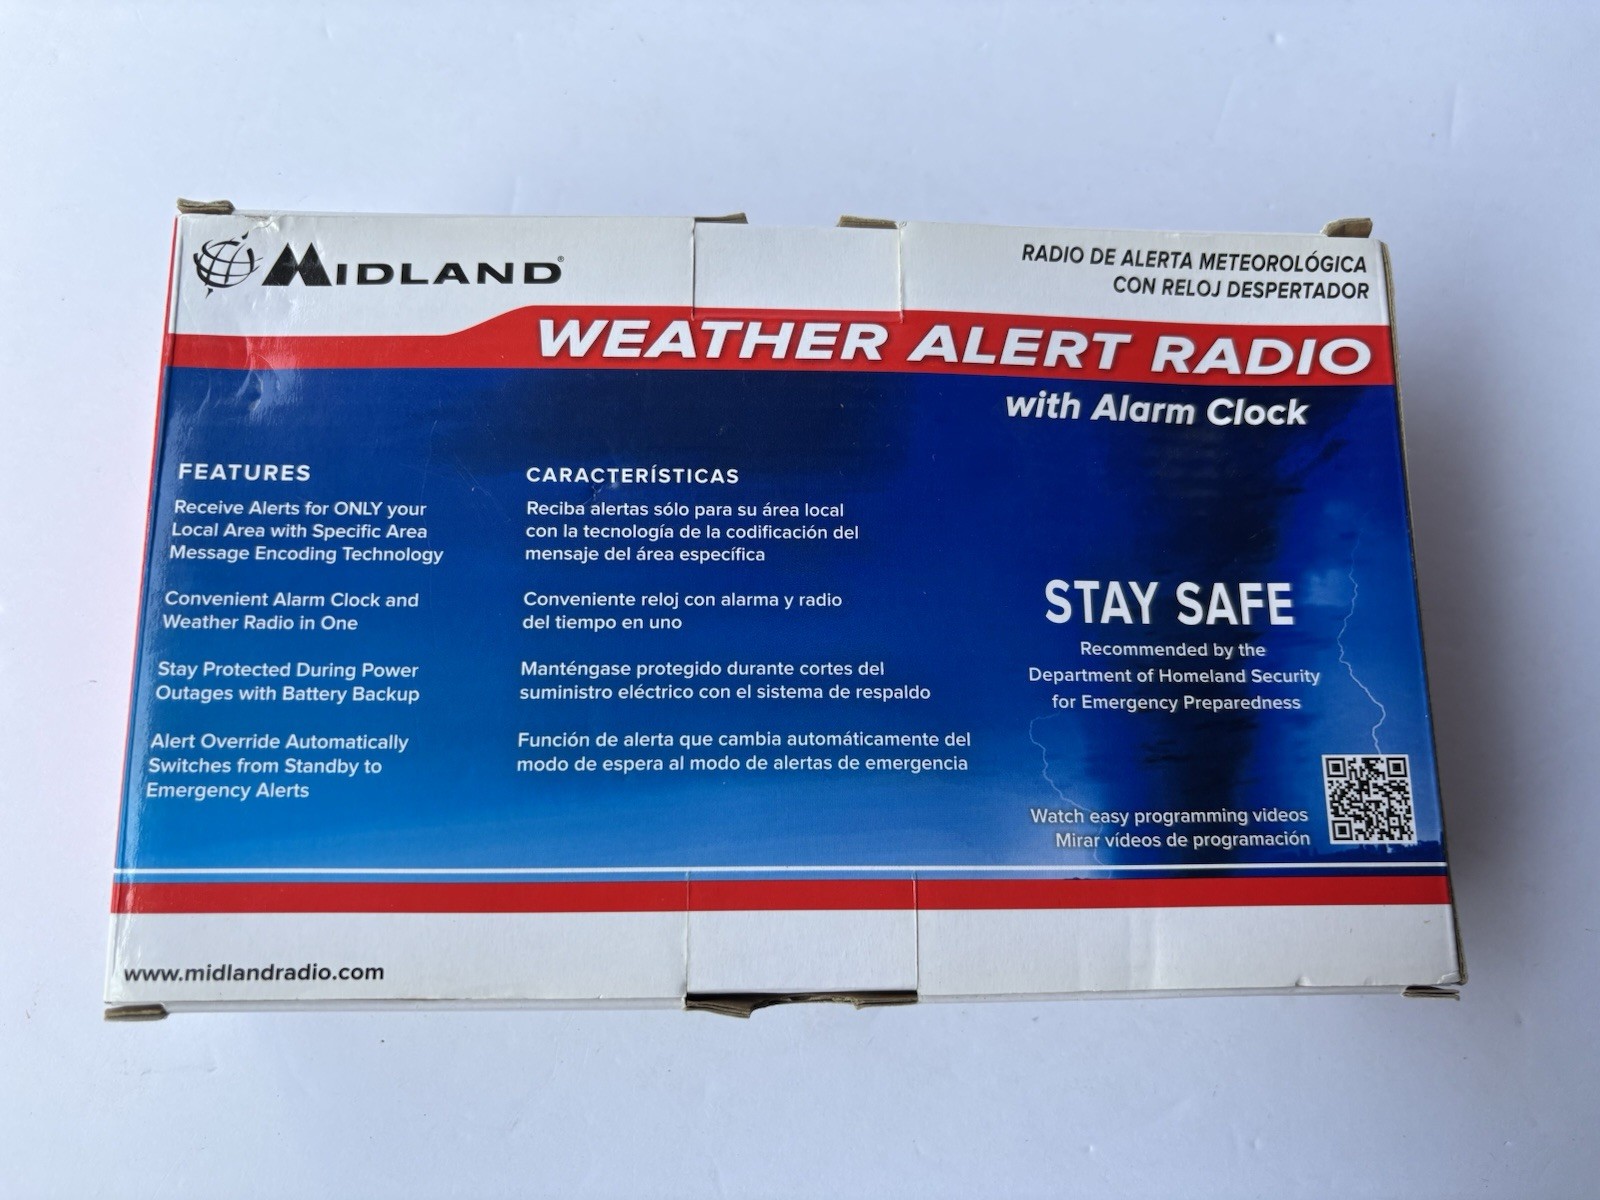 MIDLAND®
RADIO DE ALERTA METEOROLÓGICA
CON RELOJ DESPERTADOR
WEATHER ALERT RADIO
with Alarm Clock
FEATURES
Receive Alerts for ONLY your
Local Area with Specific Area
Message Encoding Technology
Convenient Alarm Clock and
Weather Radio in One
Stay Protected During Power
Outages with Battery Backup
Alert Override Automatically
Switches from Standby to
Emergency Alerts
CARACTERÍSTICAS
Reciba alertas sólo para su área local
con la tecnología de la codificación del
mensaje del área específica
Conveniente reloj con alarma y radio
del tiempo en uno
Manténgase protegido durante cortes del
suministro eléctrico con el sistema de respaldo
Función de alerta que cambia automáticamente del
modo de espera al modo de alertas de emergencia
STAY SAFE
Recommended by the
Department of Homeland Security
for Emergency Preparedness
Watch easy programming videos
Mirar vídeos de programación
www.midlandradio.com